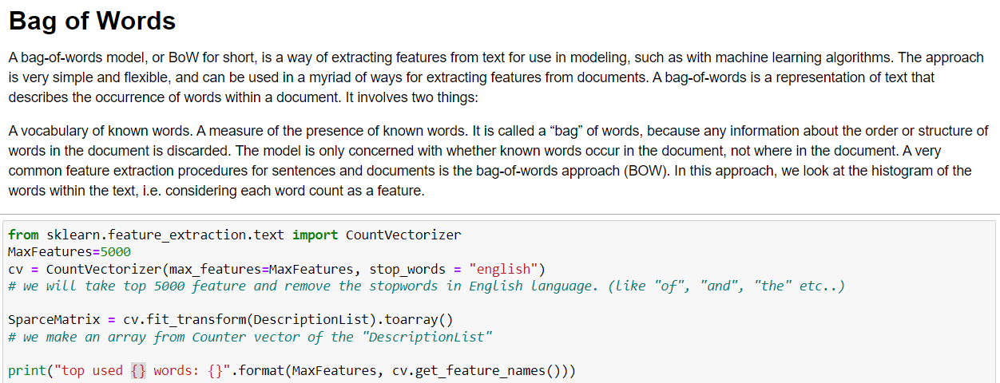 Bag of Words
A bag-of-words model, or BoW for short, is a way of extracting features from text for use in modeling, such as with machine learning algorithms. The approach
is very simple and flexible, and can be used in a myriad of ways for extracting features from documents. A bag-of-words is a representation of text that
describes the occurrence of words within a document. It involves two things:
A vocabulary of known words. A measure of the presence of known words. It is called a “bag” of words, because any information about the order or structure of
words in the document is discarded. The model is only concerned with whether known words occur in the document, not where in the document. A very
common feature extraction procedures for sentences and documents is the bag-of-words approach (BOW). In this approach, we look at the histogram of the
words within the text, i.e. considering each word count as a feature.
from sklearn.feature_extraction.text import CountVectorizer
MaxFeatures=5000
cv = CountVectorizer(max_features=MaxFeatures, stop_words = "english")
# we will take top 5000 feature and remove the stopwords in English language. (like "of", "and", "the" etc..)
SparceMatrix = cv.fit_transform(DescriptionList).toarray()
# we make an array from Counter vector of the "DescriptionList"
print("top used {} words: {}".format(MaxFeatures, cv.get_feature_names()))